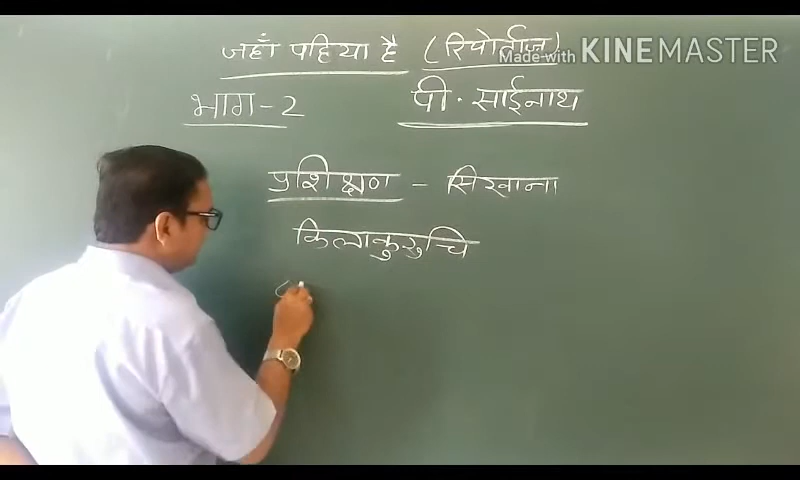 जहाँ पहिया है (रिपोर्ताज)
Made with KINEMASTER
भाग-2 पी. साईनाथ
प्रशिक्षण - सिखाना
किलाकुरुचि